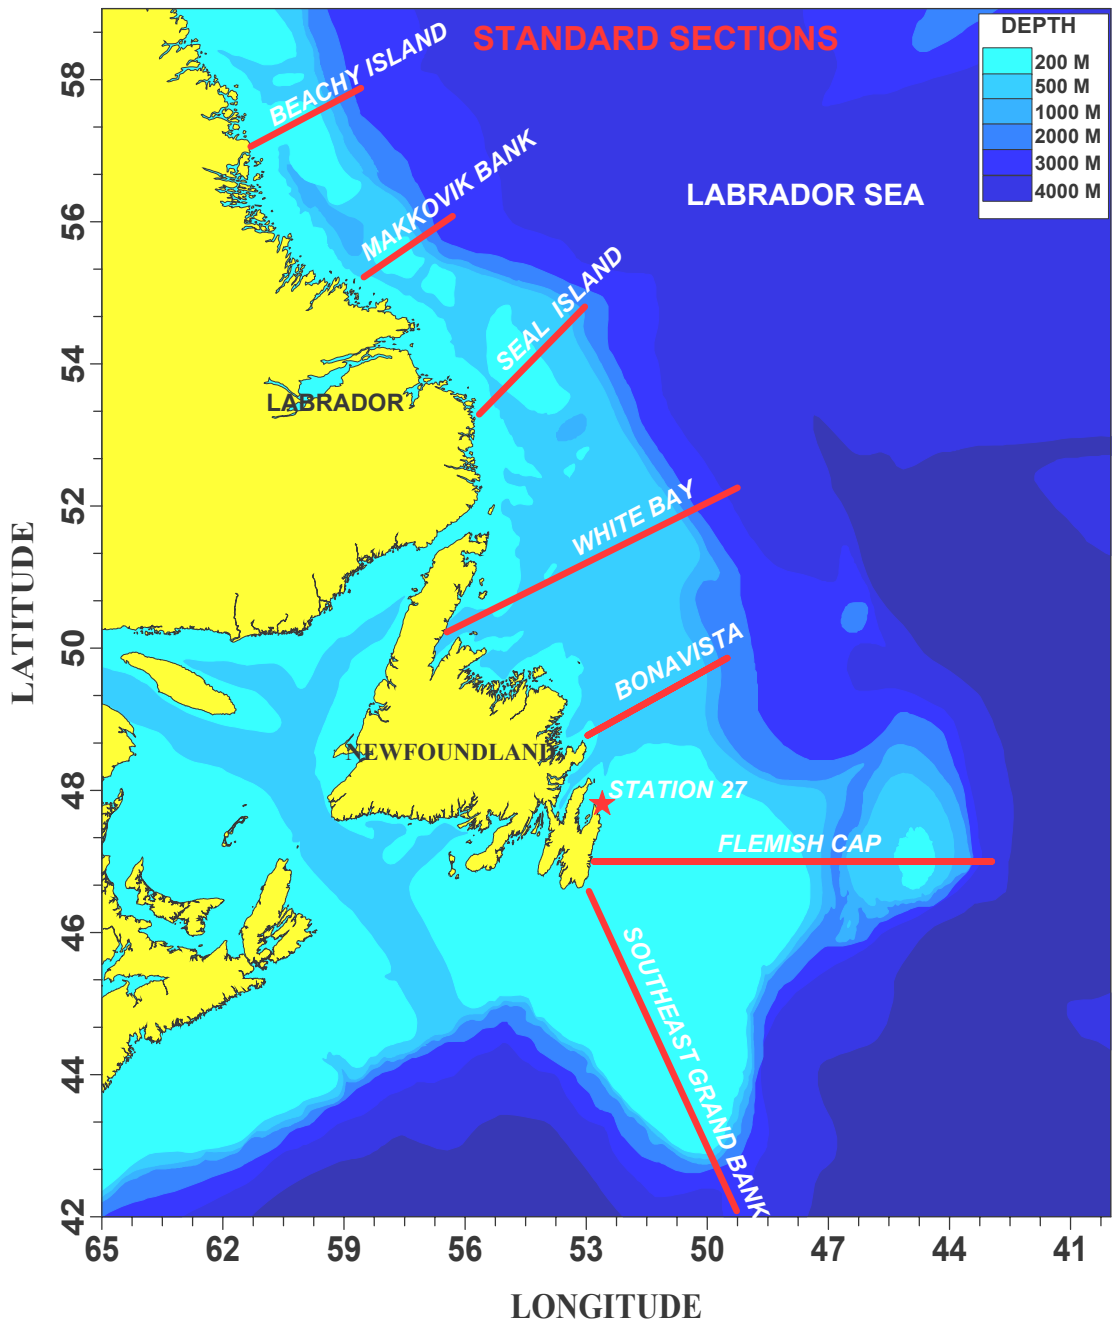 STANDARD SECTIONS
DEPTH
200 M
500 M
1000 M
2000 M
3000 M
4000 M
BEACHY ISLAND
MAKKOVIK BANK
LABRADOR SEA
SEAL ISLAND
LABRADOR
WHITE BAY
BONAVISTA
NEWFOUNDLAND
STATION 27
FLEMISH CAP
SOUTHEAST GRAND BANK
LATITUDE
58
56
54
52
50
48
46
44
42
65 62 59 56 53 50 47 44 41
LONGITUDE